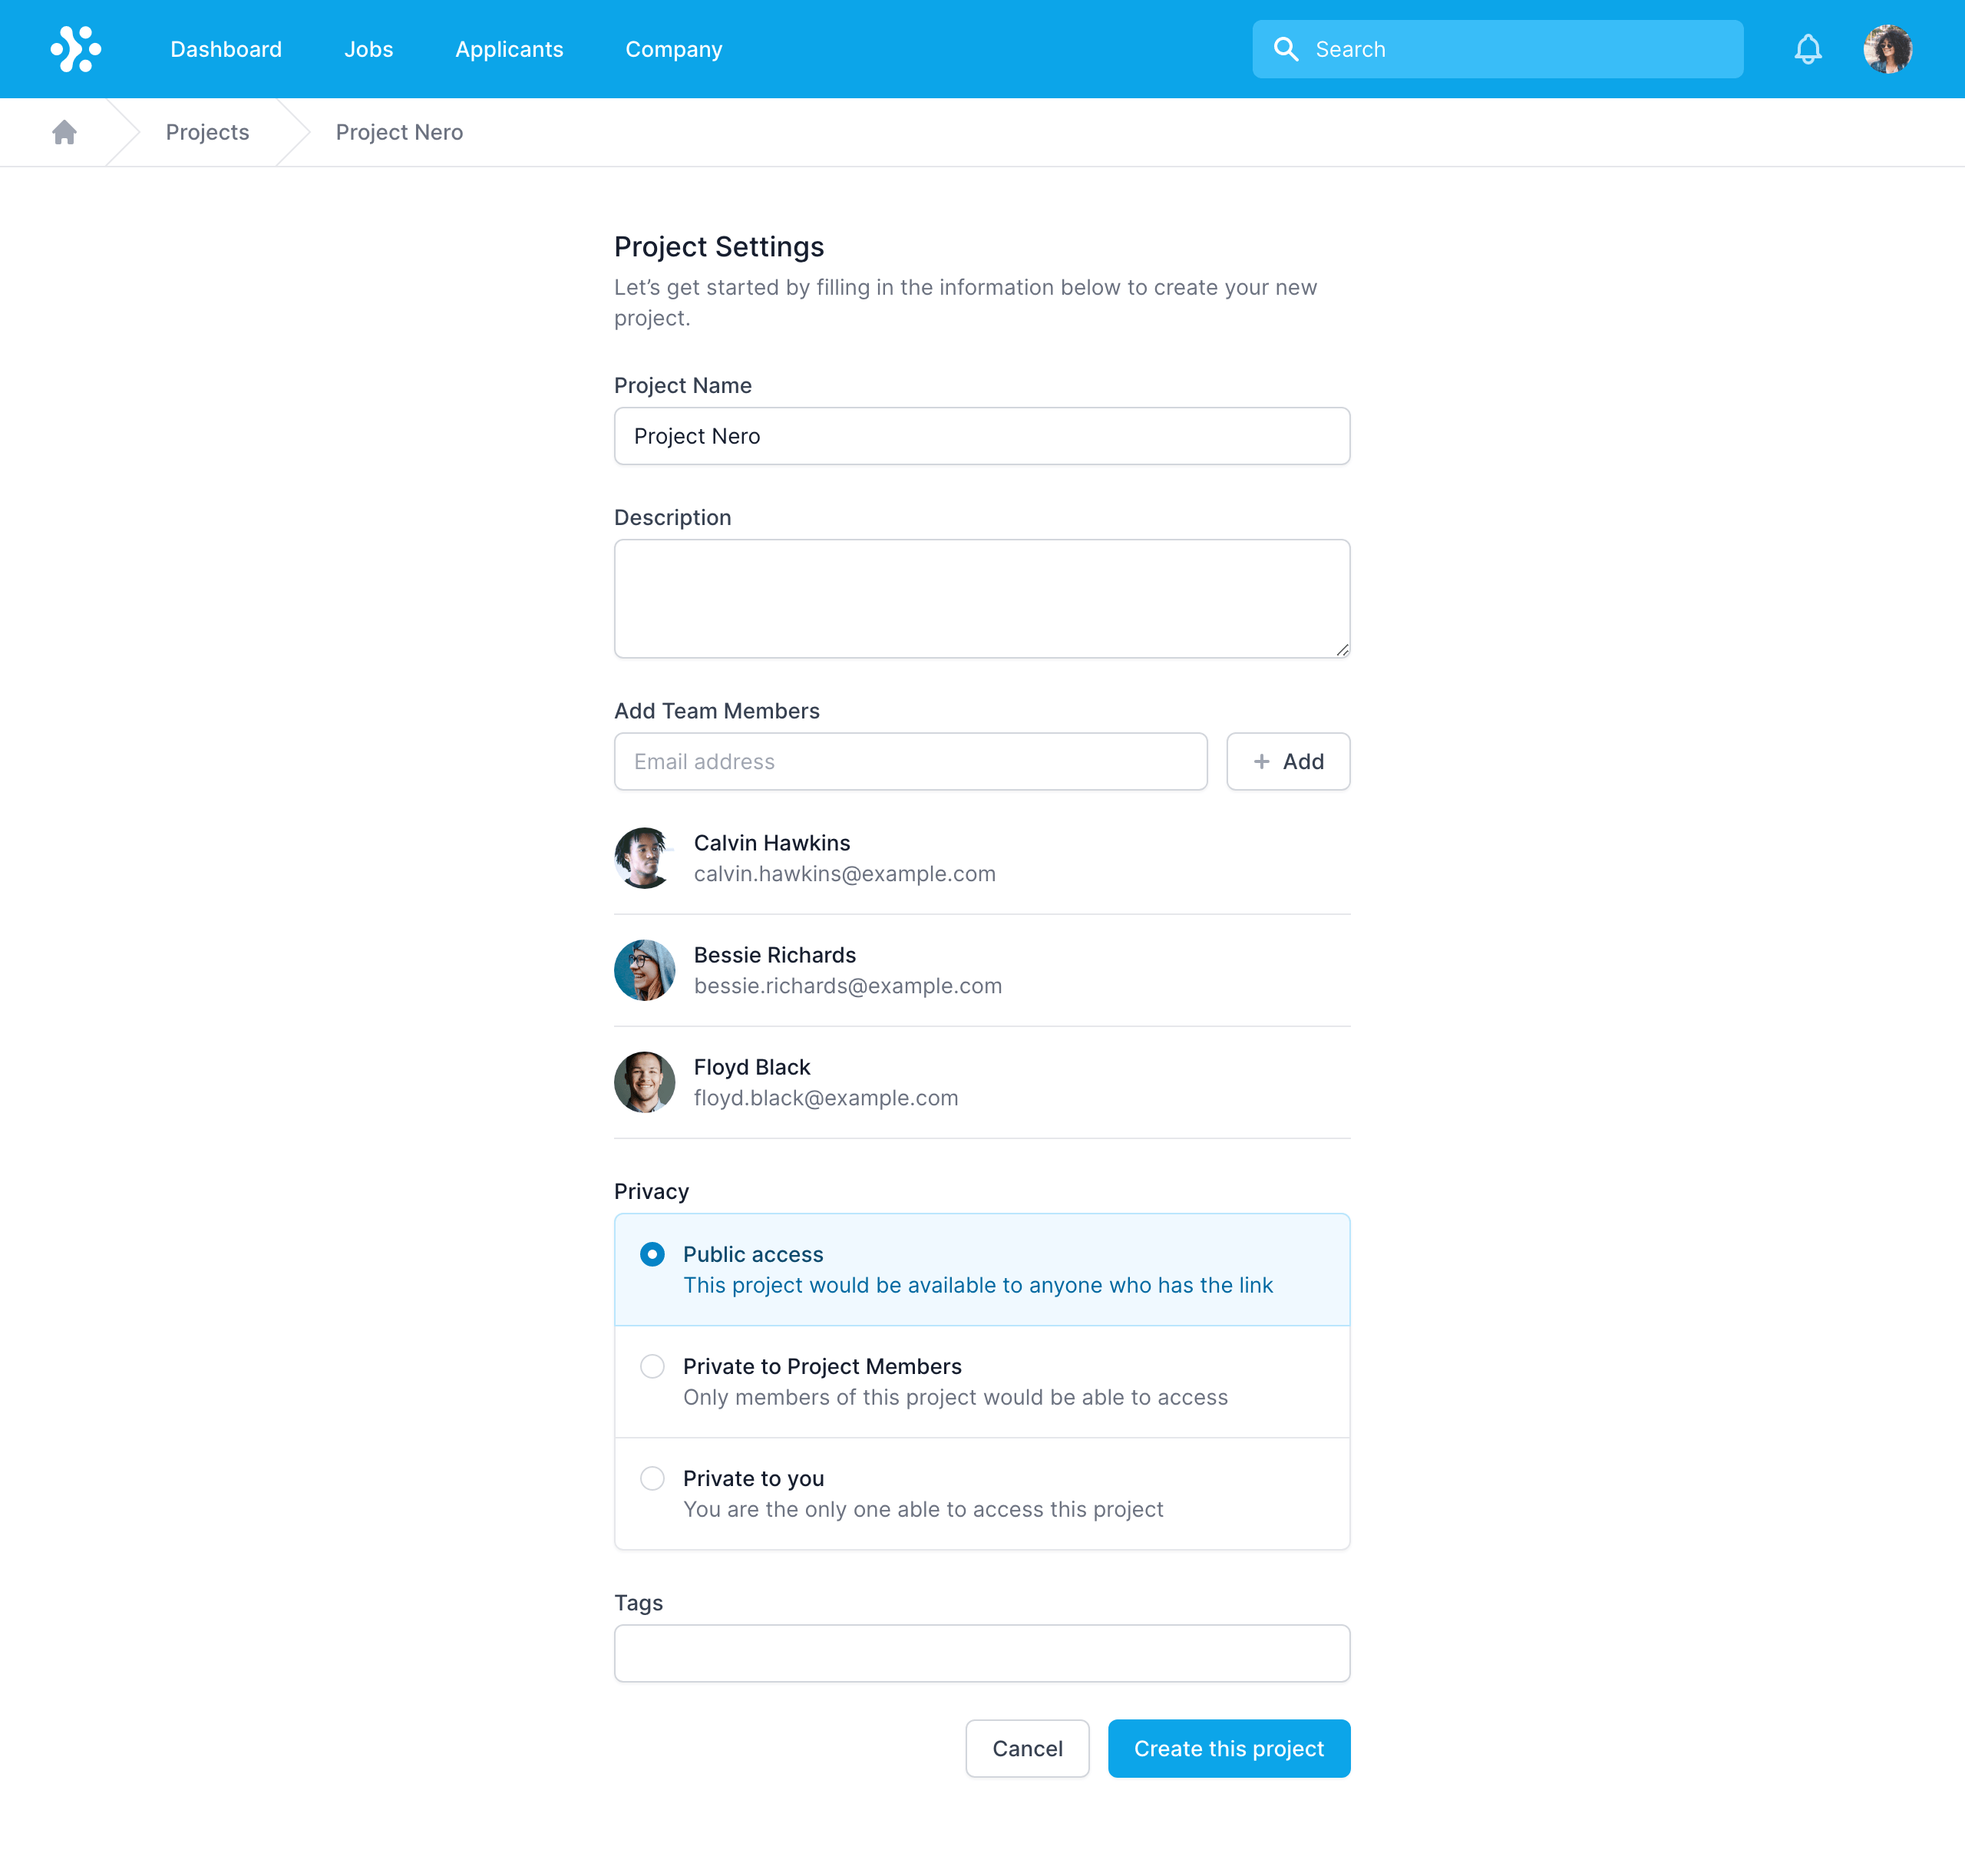 Dashboard
Jobs
Applicants
Company
Search
Projects
Project Nero
Project Settings
Let’s get started by filling in the information below to create your new
project.
Project Name
Project Nero
Description
Add Team Members
Email address
Add
Calvin Hawkins
calvin.hawkins@example.com
Bessie Richards
bessie.richards@example.com
Floyd Black
floyd.black@example.com
Privacy
Public access
This project would be available to anyone who has the link
Private to Project Members
Only members of this project would be able to access
Private to you
You are the only one able to access this project
Tags
Cancel
Create this project